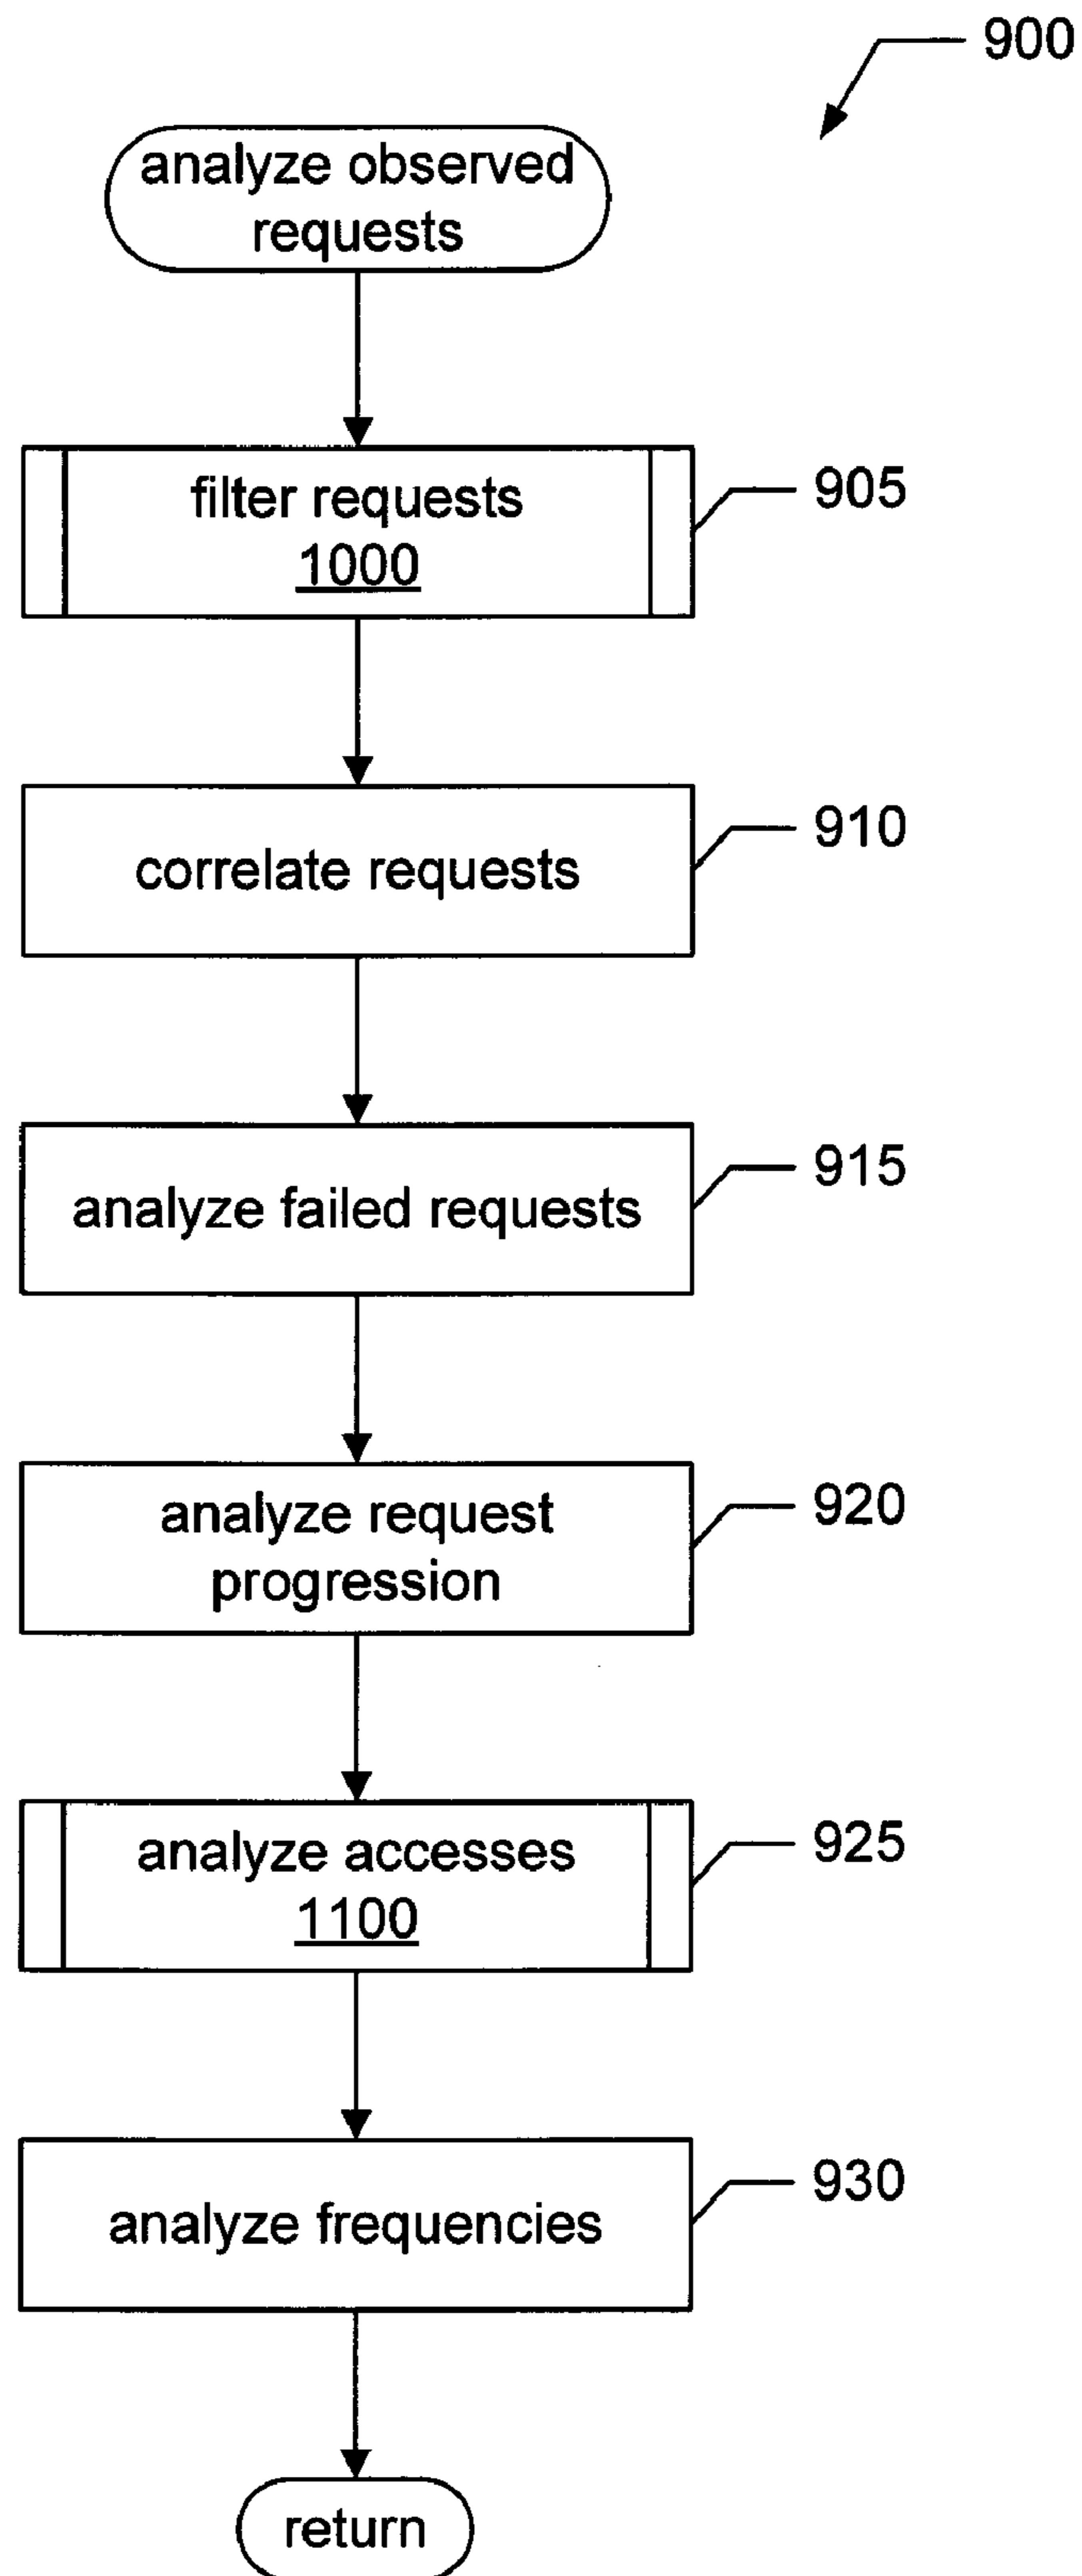 900
analyze observed
requests
filter requests
1000
905
correlate requests
910
analyze failed requests
915
analyze request
progression
920
analyze accesses
1100
925
analyze frequencies
930
return